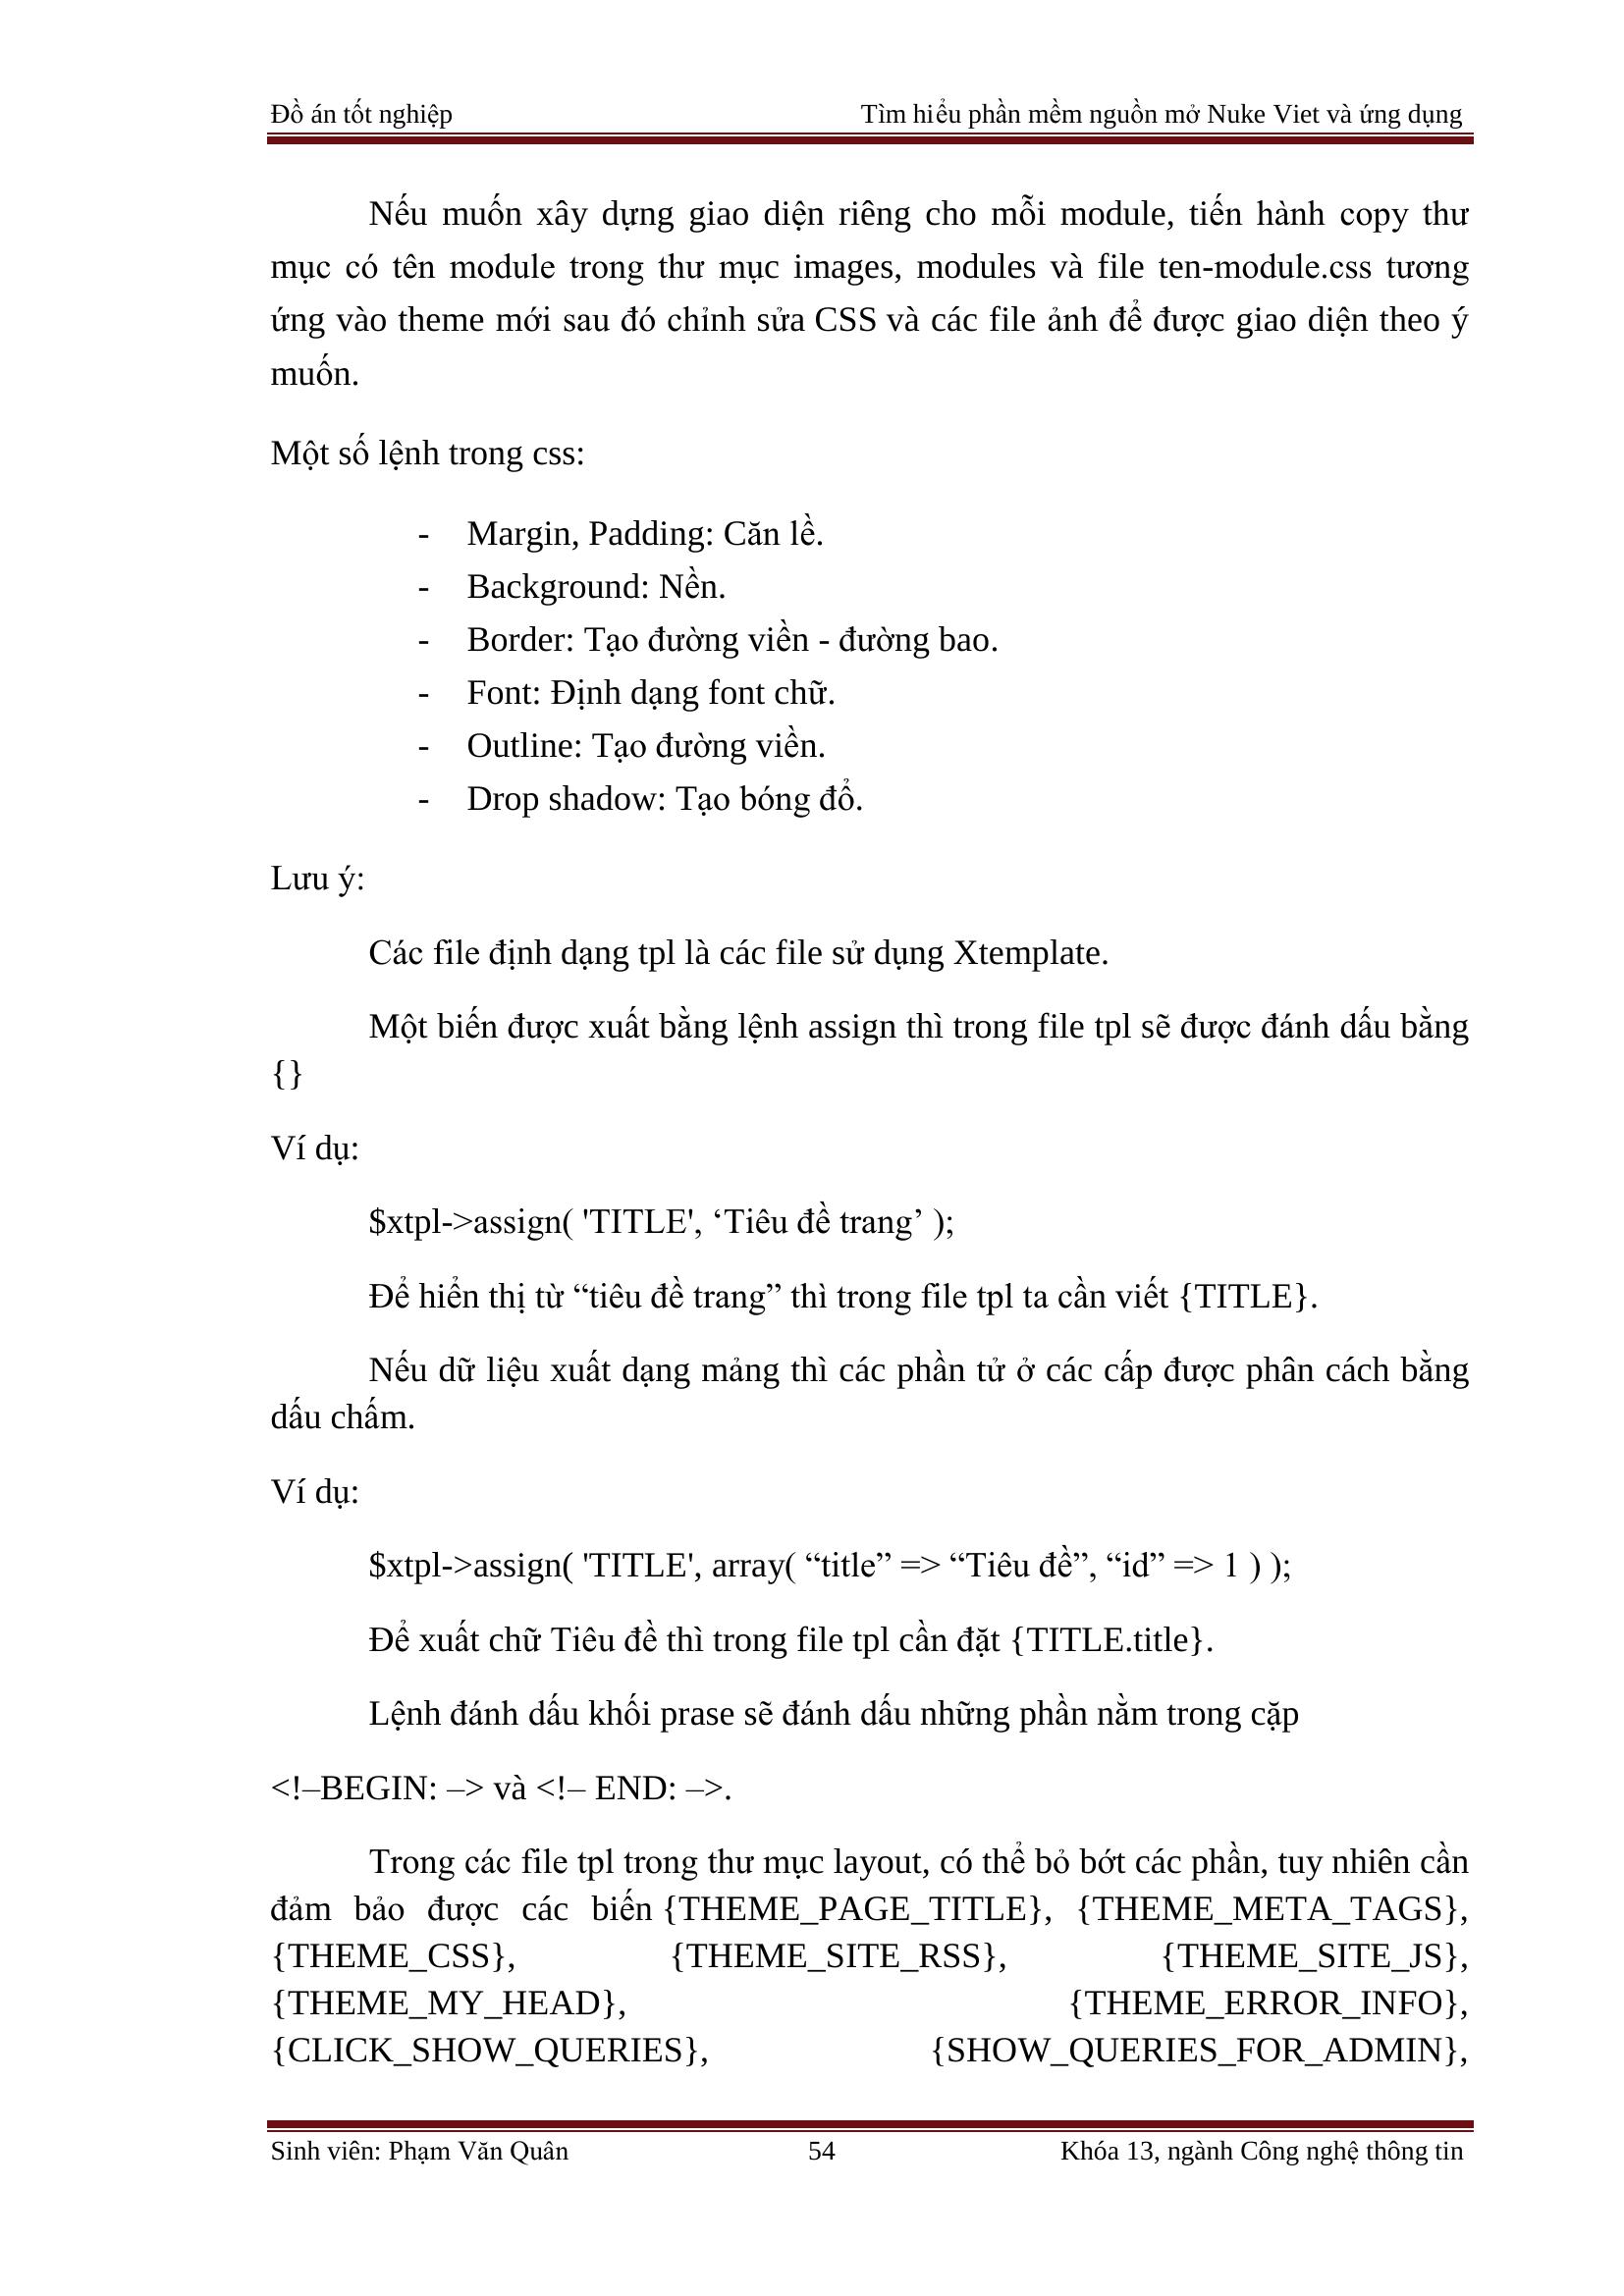 Đồ án tốt nghiệp Tìm hiểu phần mềm nguồn mở Nuke Viet và ứng dụng
Nếu muốn xây dựng giao diện riêng cho mỗi module, tiến hành copy thư
mục có tên module trong thư mục images, modules và file ten-module.css tương
ứng vào theme mới sau đó chỉnh sửa CSS và các file ảnh để được giao diện theo ý
muốn.
Một số lệnh trong css:
- Margin, Padding: Căn lề.
- Background: Nền.
- Border: Tạo đường viền - đường bao.
- Font: Định dạng font chữ.
- Outline: Tạo đường viền.
- Drop shadow: Tạo bóng đổ.
Lưu ý:
Các file định dạng tpl là các file sử dụng Xtemplate.
Một biến được xuất bằng lệnh assign thì trong file tpl sẽ được đánh dấu bằng
{}
Ví dụ:
$xtpl->assign( 'TITLE', ‘Tiêu đề trang’ );
Để hiển thị từ “tiêu đề trang” thì trong file tpl ta cần viết {TITLE}.
Nếu dữ liệu xuất dạng mảng thì các phần tử ở các cấp được phân cách bằng
dấu chấm.
Ví dụ:
$xtpl->assign( 'TITLE', array( “title” => “Tiêu đề”, “id” => 1 ) );
Để xuất chữ Tiêu đề thì trong file tpl cần đặt {TITLE.title}.
Lệnh đánh dấu khối prase sẽ đánh dấu những phần nằm trong cặp
<!–BEGIN: –> và <!– END: –>.
Trong các file tpl trong thư mục layout, có thể bỏ bớt các phần, tuy nhiên cần
đảm bảo được các biến {THEME_PAGE_TITLE}, {THEME_META_TAGS},
{THEME_CSS}, {THEME_SITE_RSS}, {THEME_SITE_JS},
{THEME_MY_HEAD}, {THEME_ERROR_INFO},
{CLICK_SHOW_QUERIES}, {SHOW_QUERIES_FOR_ADMIN},
Sinh viên: Phạm Văn Quân 54 Khóa 13, ngành Công nghệ thông tin